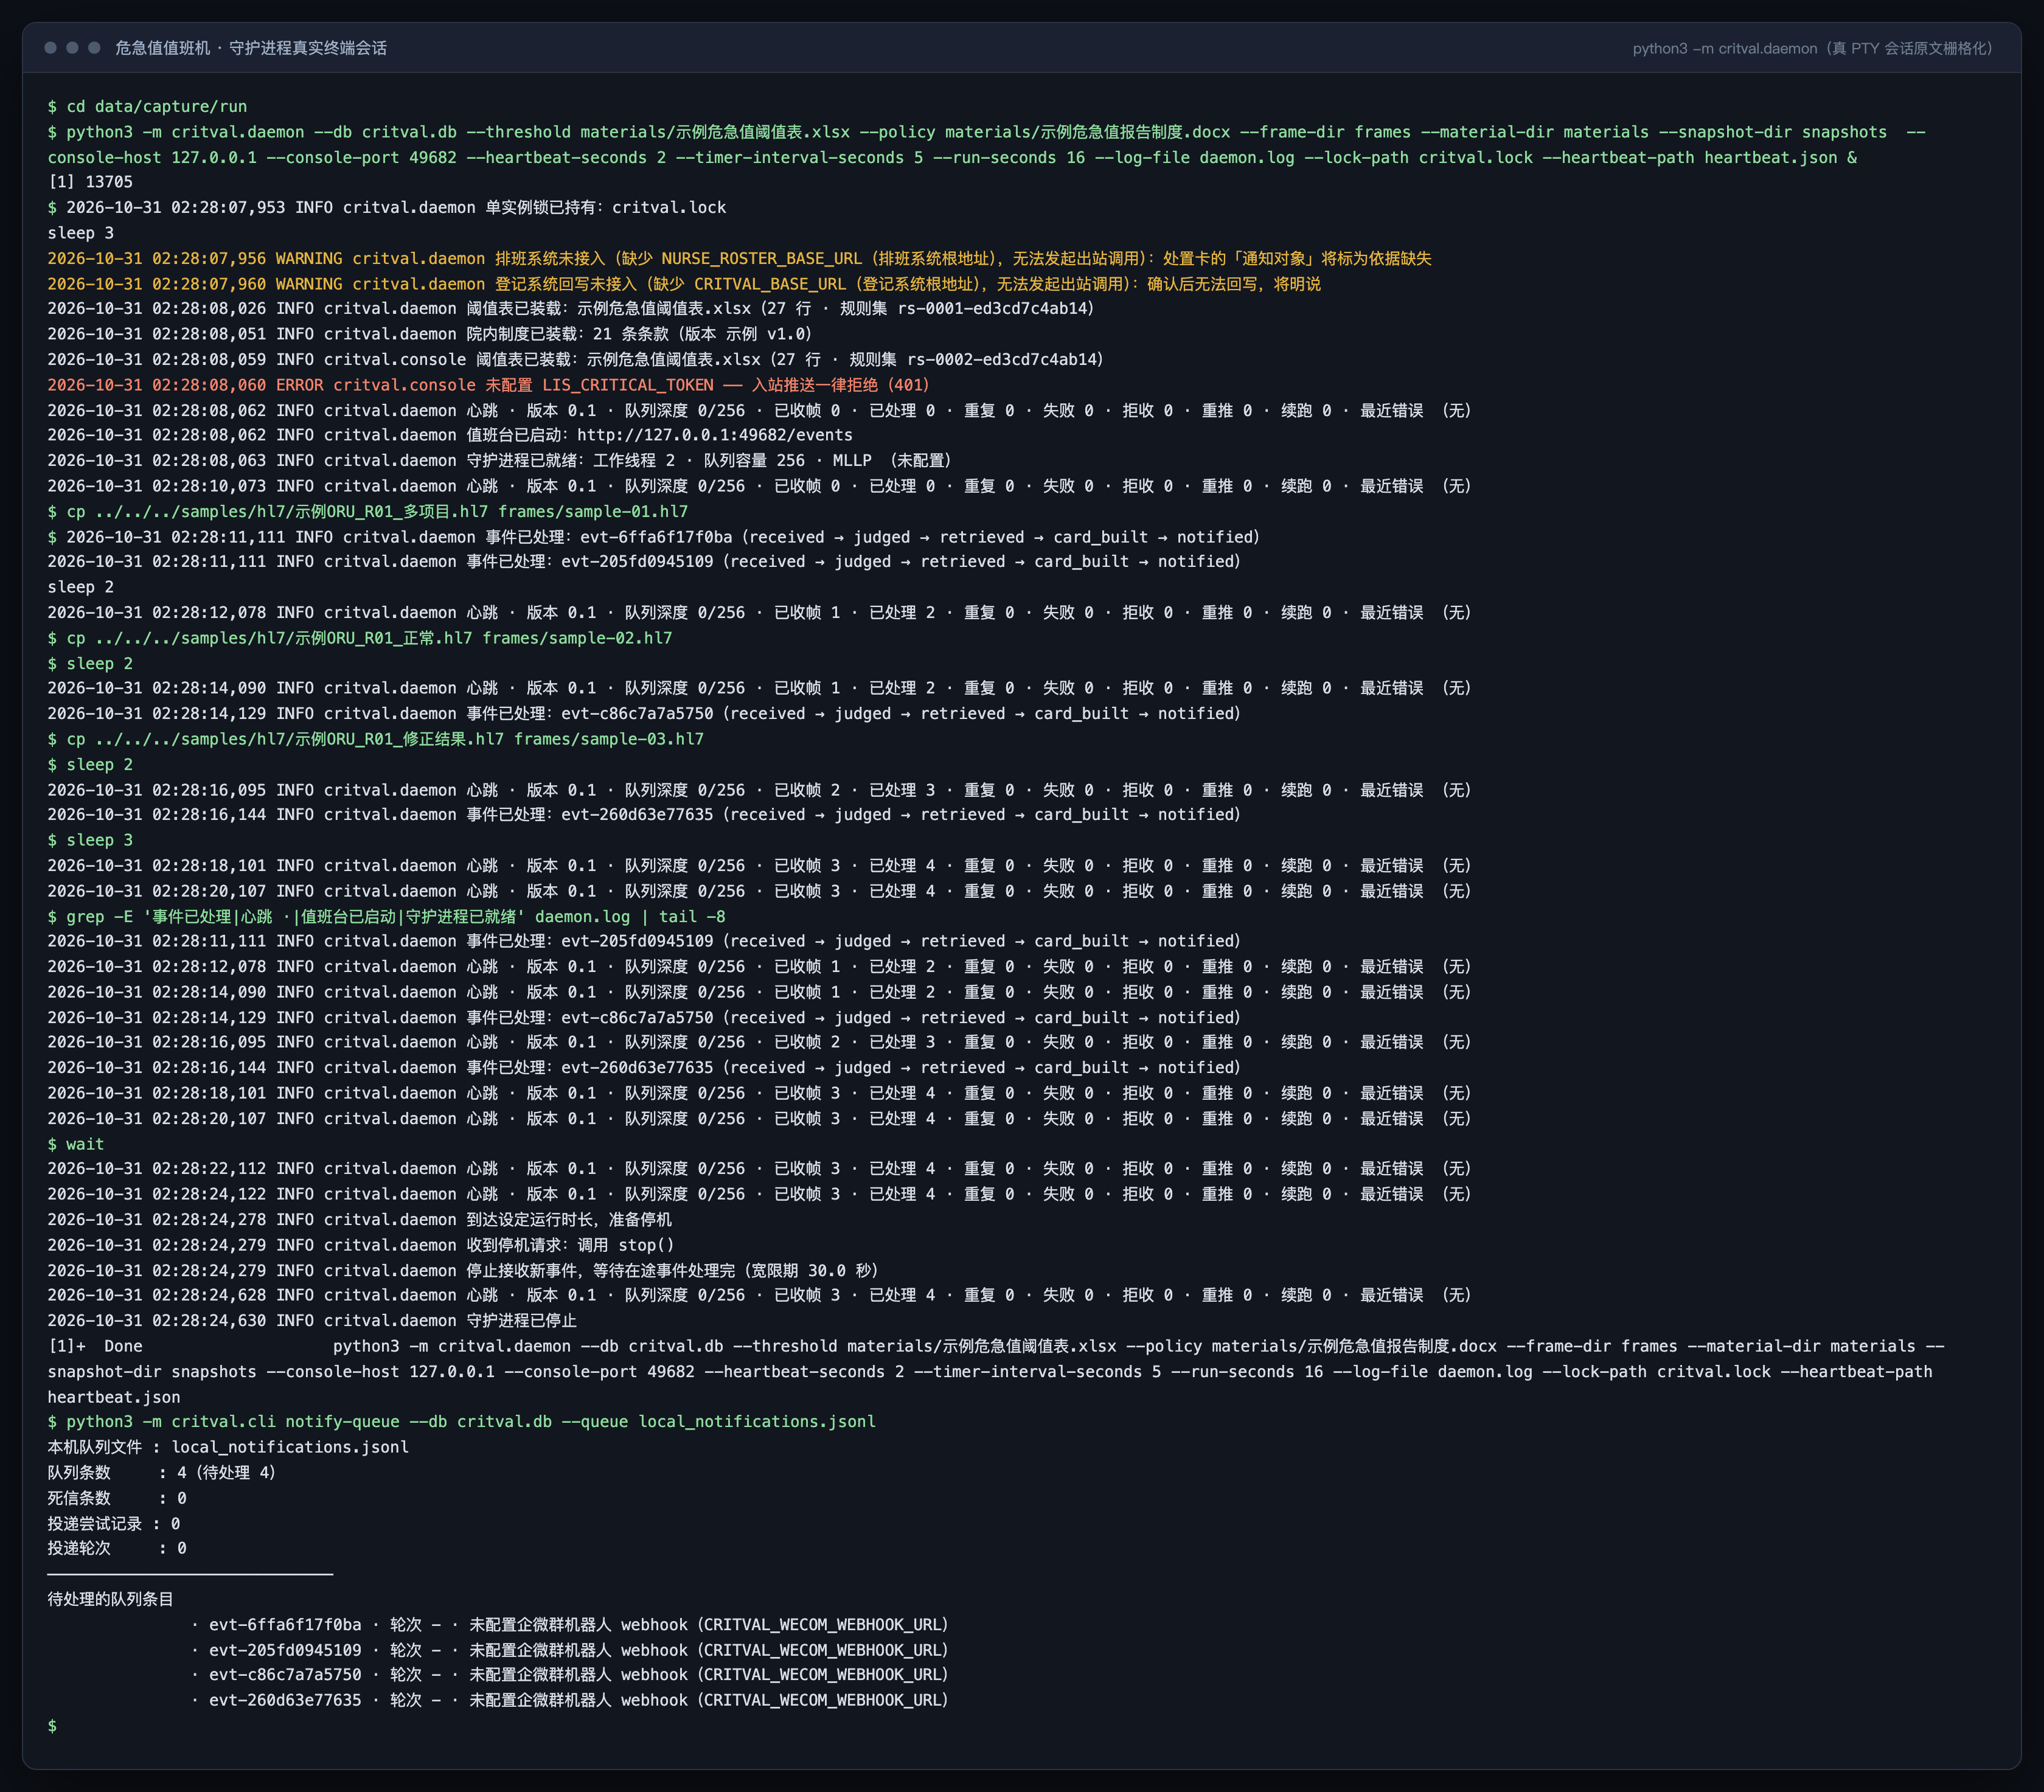 危急值值班机 · 守护进程真实终端会话
python3 -m critval.daemon（真 PTY 会话原文栅格化）
$ cd data/capture/run
$ python3 -m critval.daemon --db critval.db --threshold materials/示例危急值阈值表.xlsx --policy materials/示例危急值报告制度.docx --frame-dir frames --material-dir materials --snapshot-dir snapshots  --
console-host 127.0.0.1 --console-port 49682 --heartbeat-seconds 2 --timer-interval-seconds 5 --run-seconds 16 --log-file daemon.log --lock-path critval.lock --heartbeat-path heartbeat.json &
[1] 13705
$ 2026-10-31 02:28:07,953 INFO critval.daemon 单实例锁已持有：critval.lock
sleep 3
2026-10-31 02:28:07,956 WARNING critval.daemon 排班系统未接入（缺少 NURSE_ROSTER_BASE_URL（排班系统根地址），无法发起出站调用）：处置卡的「通知对象」将标为依据缺失
2026-10-31 02:28:07,960 WARNING critval.daemon 登记系统回写未接入（缺少 CRITVAL_BASE_URL（登记系统根地址），无法发起出站调用）：确认后无法回写，将明说
2026-10-31 02:28:08,026 INFO critval.daemon 阈值表已装载：示例危急值阈值表.xlsx（27 行 · 规则集 rs-0001-ed3cd7c4ab14）
2026-10-31 02:28:08,051 INFO critval.daemon 院内制度已装载：21 条条款（版本 示例 v1.0）
2026-10-31 02:28:08,059 INFO critval.console 阈值表已装载：示例危急值阈值表.xlsx（27 行 · 规则集 rs-0002-ed3cd7c4ab14）
2026-10-31 02:28:08,060 ERROR critval.console 未配置 LIS_CRITICAL_TOKEN —— 入站推送一律拒绝（401）
2026-10-31 02:28:08,062 INFO critval.daemon 心跳 · 版本 0.1 · 队列深度 0/256 · 已收帧 0 · 已处理 0 · 重复 0 · 失败 0 · 拒收 0 · 重推 0 · 续跑 0 · 最近错误 （无）
2026-10-31 02:28:08,062 INFO critval.daemon 值班台已启动：http://127.0.0.1:49682/events
2026-10-31 02:28:08,063 INFO critval.daemon 守护进程已就绪：工作线程 2 · 队列容量 256 · MLLP （未配置）
2026-10-31 02:28:10,073 INFO critval.daemon 心跳 · 版本 0.1 · 队列深度 0/256 · 已收帧 0 · 已处理 0 · 重复 0 · 失败 0 · 拒收 0 · 重推 0 · 续跑 0 · 最近错误 （无）
$ cp ../../../samples/hl7/示例ORU_R01_多项目.hl7 frames/sample-01.hl7
$ 2026-10-31 02:28:11,111 INFO critval.daemon 事件已处理：evt-6ffa6f17f0ba（received → judged → retrieved → card_built → notified）
2026-10-31 02:28:11,111 INFO critval.daemon 事件已处理：evt-205fd0945109（received → judged → retrieved → card_built → notified）
sleep 2
2026-10-31 02:28:12,078 INFO critval.daemon 心跳 · 版本 0.1 · 队列深度 0/256 · 已收帧 1 · 已处理 2 · 重复 0 · 失败 0 · 拒收 0 · 重推 0 · 续跑 0 · 最近错误 （无）
$ cp ../../../samples/hl7/示例ORU_R01_正常.hl7 frames/sample-02.hl7
$ sleep 2
2026-10-31 02:28:14,090 INFO critval.daemon 心跳 · 版本 0.1 · 队列深度 0/256 · 已收帧 1 · 已处理 2 · 重复 0 · 失败 0 · 拒收 0 · 重推 0 · 续跑 0 · 最近错误 （无）
2026-10-31 02:28:14,129 INFO critval.daemon 事件已处理：evt-c86c7a7a5750（received → judged → retrieved → card_built → notified）
$ cp ../../../samples/hl7/示例ORU_R01_修正结果.hl7 frames/sample-03.hl7
$ sleep 2
2026-10-31 02:28:16,095 INFO critval.daemon 心跳 · 版本 0.1 · 队列深度 0/256 · 已收帧 2 · 已处理 3 · 重复 0 · 失败 0 · 拒收 0 · 重推 0 · 续跑 0 · 最近错误 （无）
2026-10-31 02:28:16,144 INFO critval.daemon 事件已处理：evt-260d63e77635（received → judged → retrieved → card_built → notified）
$ sleep 3
2026-10-31 02:28:18,101 INFO critval.daemon 心跳 · 版本 0.1 · 队列深度 0/256 · 已收帧 3 · 已处理 4 · 重复 0 · 失败 0 · 拒收 0 · 重推 0 · 续跑 0 · 最近错误 （无）
2026-10-31 02:28:20,107 INFO critval.daemon 心跳 · 版本 0.1 · 队列深度 0/256 · 已收帧 3 · 已处理 4 · 重复 0 · 失败 0 · 拒收 0 · 重推 0 · 续跑 0 · 最近错误 （无）
$ grep -E '事件已处理|心跳 ·|值班台已启动|守护进程已就绪' daemon.log | tail -8
2026-10-31 02:28:11,111 INFO critval.daemon 事件已处理：evt-205fd0945109（received → judged → retrieved → card_built → notified）
2026-10-31 02:28:12,078 INFO critval.daemon 心跳 · 版本 0.1 · 队列深度 0/256 · 已收帧 1 · 已处理 2 · 重复 0 · 失败 0 · 拒收 0 · 重推 0 · 续跑 0 · 最近错误 （无）
2026-10-31 02:28:14,090 INFO critval.daemon 心跳 · 版本 0.1 · 队列深度 0/256 · 已收帧 1 · 已处理 2 · 重复 0 · 失败 0 · 拒收 0 · 重推 0 · 续跑 0 · 最近错误 （无）
2026-10-31 02:28:14,129 INFO critval.daemon 事件已处理：evt-c86c7a7a5750（received → judged → retrieved → card_built → notified）
2026-10-31 02:28:16,095 INFO critval.daemon 心跳 · 版本 0.1 · 队列深度 0/256 · 已收帧 2 · 已处理 3 · 重复 0 · 失败 0 · 拒收 0 · 重推 0 · 续跑 0 · 最近错误 （无）
2026-10-31 02:28:16,144 INFO critval.daemon 事件已处理：evt-260d63e77635（received → judged → retrieved → card_built → notified）
2026-10-31 02:28:18,101 INFO critval.daemon 心跳 · 版本 0.1 · 队列深度 0/256 · 已收帧 3 · 已处理 4 · 重复 0 · 失败 0 · 拒收 0 · 重推 0 · 续跑 0 · 最近错误 （无）
2026-10-31 02:28:20,107 INFO critval.daemon 心跳 · 版本 0.1 · 队列深度 0/256 · 已收帧 3 · 已处理 4 · 重复 0 · 失败 0 · 拒收 0 · 重推 0 · 续跑 0 · 最近错误 （无）
$ wait
2026-10-31 02:28:22,112 INFO critval.daemon 心跳 · 版本 0.1 · 队列深度 0/256 · 已收帧 3 · 已处理 4 · 重复 0 · 失败 0 · 拒收 0 · 重推 0 · 续跑 0 · 最近错误 （无）
2026-10-31 02:28:24,122 INFO critval.daemon 心跳 · 版本 0.1 · 队列深度 0/256 · 已收帧 3 · 已处理 4 · 重复 0 · 失败 0 · 拒收 0 · 重推 0 · 续跑 0 · 最近错误 （无）
2026-10-31 02:28:24,278 INFO critval.daemon 到达设定运行时长，准备停机
2026-10-31 02:28:24,279 INFO critval.daemon 收到停机请求：调用 stop()
2026-10-31 02:28:24,279 INFO critval.daemon 停止接收新事件，等待在途事件处理完（宽限期 30.0 秒）
2026-10-31 02:28:24,628 INFO critval.daemon 心跳 · 版本 0.1 · 队列深度 0/256 · 已收帧 3 · 已处理 4 · 重复 0 · 失败 0 · 拒收 0 · 重推 0 · 续跑 0 · 最近错误 （无）
2026-10-31 02:28:24,630 INFO critval.daemon 守护进程已停止
[1]+  Done                    python3 -m critval.daemon --db critval.db --threshold materials/示例危急值阈值表.xlsx --policy materials/示例危急值报告制度.docx --frame-dir frames --material-dir materials --
snapshot-dir snapshots --console-host 127.0.0.1 --console-port 49682 --heartbeat-seconds 2 --timer-interval-seconds 5 --run-seconds 16 --log-file daemon.log --lock-path critval.lock --heartbeat-path
heartbeat.json
$ python3 -m critval.cli notify-queue --db critval.db --queue local_notifications.jsonl
本机队列文件 : local_notifications.jsonl
队列条数     : 4（待处理 4）
死信条数     : 0
投递尝试记录 : 0
投递轮次     : 0
──────────────────────────────
待处理的队列条目
· evt-6ffa6f17f0ba · 轮次 - · 未配置企微群机器人 webhook（CRITVAL_WECOM_WEBHOOK_URL）
· evt-205fd0945109 · 轮次 - · 未配置企微群机器人 webhook（CRITVAL_WECOM_WEBHOOK_URL）
· evt-c86c7a7a5750 · 轮次 - · 未配置企微群机器人 webhook（CRITVAL_WECOM_WEBHOOK_URL）
· evt-260d63e77635 · 轮次 - · 未配置企微群机器人 webhook（CRITVAL_WECOM_WEBHOOK_URL）
$